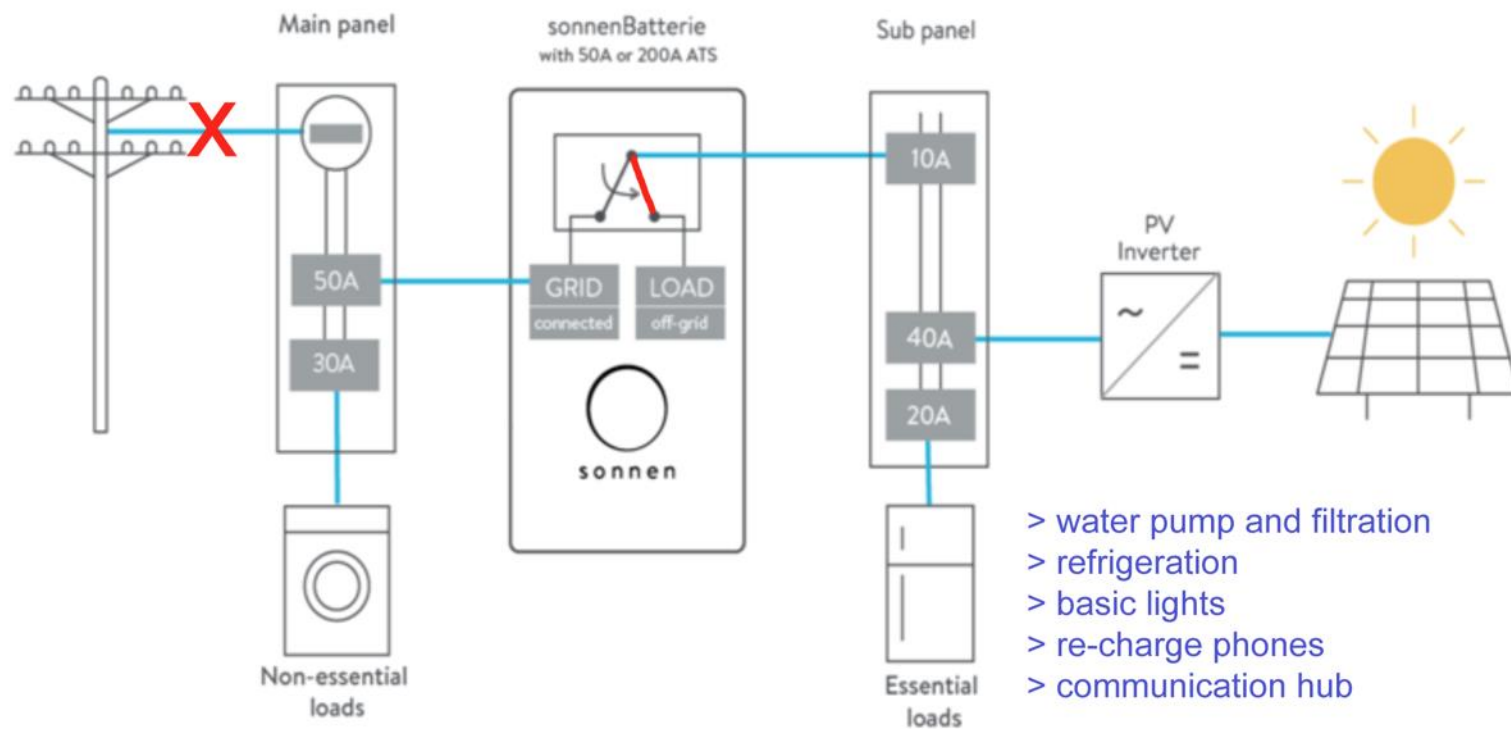 Main panel
sonnenBatterie
with 50A or 200A ATS
Sub panel
X
10A
PV
Inverter
50A
GRID
connected
LOAD
off-grid
30A
40A
20A
sonnen
Non-essential
loads
Essential
loads
> water pump and filtration
> refrigeration
> basic lights
> re-charge phones
> communication hub